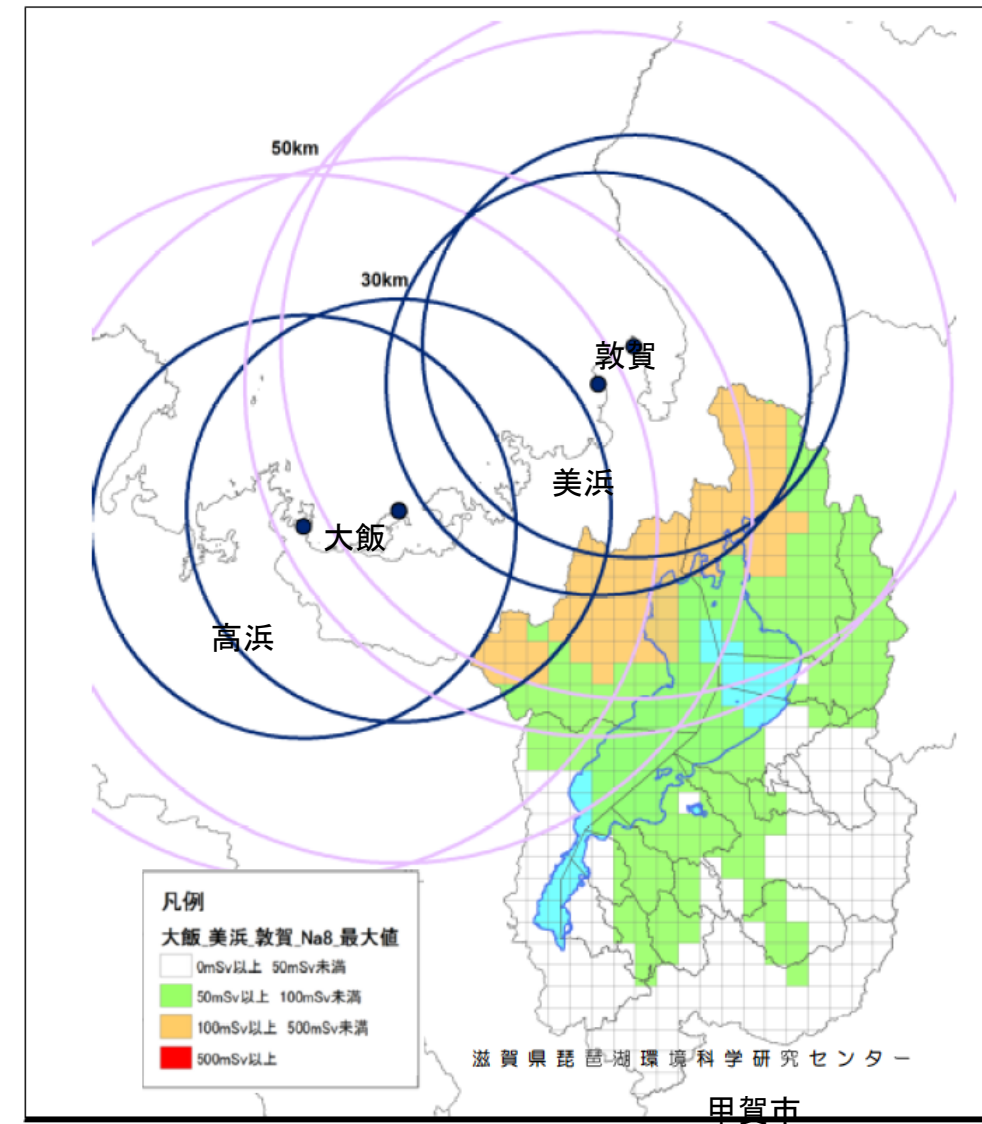 50km
30km
敦賀
美浜
大飯
高浜
凡例
大飯_美浜_敦賀_Na8_最大値
0mSv以上 50mSv未満
50mSv以上 100mSv未満
100mSv以上 500mSv未満
500mSv以上
滋賀県琵琶湖環境科学研究センター
甲賀市